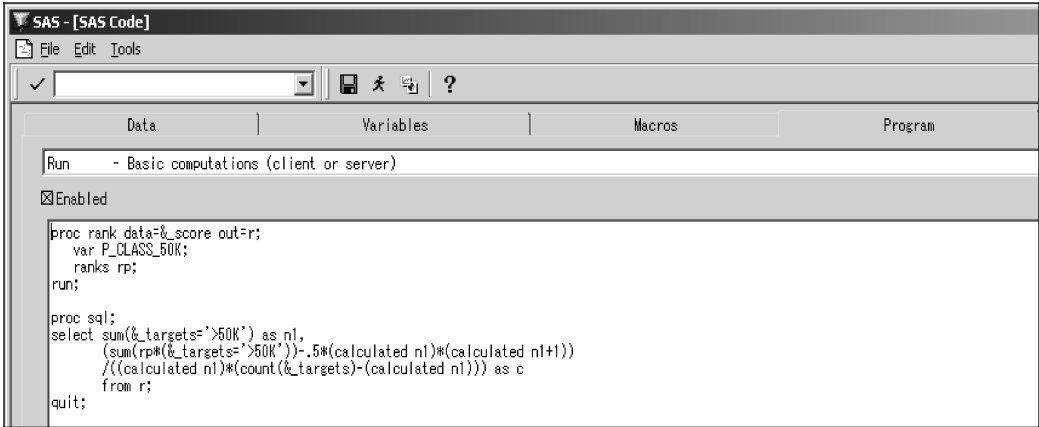 SAS - [SAS Code]
File Edit Tools
?
Data Variables Macros Program
Run - Basic computations (client or server)
Enabled
proc rank data=&_score out=r;
var P_CLASS_50K;
ranks rp;
run;
proc sql;
select sum(&_targets='>50K') as n1,
(sum(rp*(&_targets='>50K'))-.5*(calculated n1)*(calculated n1+1))
/((calculated n1)*(count(&_targets)-(calculated n1))) as c
from r;
quit;